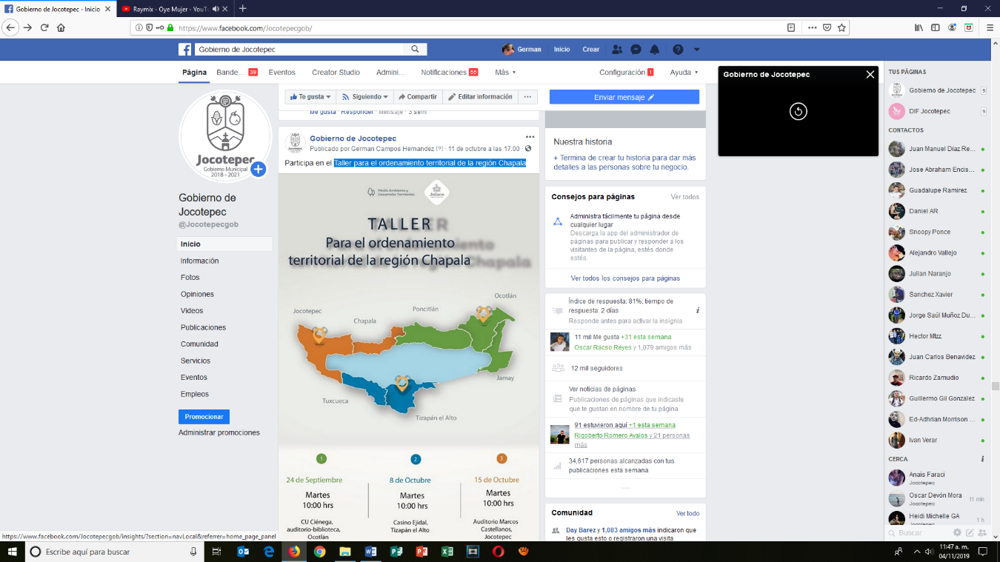 Gobierno de Jocotepec - Inicio
Raymix - Oye Mujer - YouTu
https://www.facebook.com/Jocotepecgob/
Gobierno de Jocotepec
German
Inicio
Crear
Página
Bande... 39
Eventos
Creator Studio
Admini...
Notificaciones 55
Más
Configuración 1
Ayuda
Jocotepec
Gobierno Municipal
2018 - 2021
Gobierno de
Jocotepec
@Jocotepecgob
Inicio
Información
Fotos
Opiniones
Videos
Publicaciones
Comunidad
Servicios
Eventos
Empleos
Promocionar
Administrar promociones
Te gusta
Siguiendo
Compartir
Editar información
Me gusta · Responder · Mensaje · 3 sem
Gobierno de Jocotepec
Publicado por German Campos Hernandez [?] · 11 de octubre a las 17:00 ·
Participa en el Taller para el ordenamiento territorial de la región Chapala
Medio Ambiente y
Desarrollo Territorial
Jalisco
TALLER
Para el ordenamiento
territorial de la región Chapala
Jocotepec
Chapala
Poncitlán
Ocotlán
Jamay
Tuxcueca
Tizapán el Alto
1
24 de Septiembre
Martes
10:00 hrs
CU Ciénega,
auditorio-biblioteca,
Ocotlán
2
8 de Octubre
Martes
10:00 hrs
Casino Ejidal,
Tizapán el Alto
3
15 de Octubre
Martes
10:00 hrs
Auditorio Marcos
Castellanos,
Jocotepec
Enviar mensaje
Nuestra historia
+ Termina de crear tu historia para dar más
detalles a las personas sobre tu negocio.
Consejos para páginas
Ver todos
Administra fácilmente tu página desde
cualquier lugar
Descarga la app del administrador de
páginas para publicar y responder a los
visitantes de la página, estés donde
estés.
Ver todos los consejos para páginas
Índice de respuesta: 81%; tiempo de
respuesta: 2 días
Responde antes para activar la insignia
11 mil Me gusta +31 esta semana
Oscar Racso Reyes y 1,079 amigos más
12 mil seguidores
Ver noticias de páginas
Publicaciones de páginas que indicaste
que te gustan en nombre de tu página
91 estuvieron aquí +1 esta semana
Rigoberto Romero Avalos y 21 personas
más
34,617 personas alcanzadas con tus
publicaciones esta semana
Comunidad
Ver todo
Day Barez y 1,083 amigos más indicaron que
les gusta esto o registraron una visita
Gobierno de Jocotepec
TUS PÁGINAS
Gobierno de Jocotepec 9
DIF Jocotepec 9
CONTACTOS
Juan Manuel Diaz Re...
Jose Abraham Encis...
Guadalupe Ramirez
Daniel AR
Snoopy Ponce
Alejandro Vallejo
Julian Naranjo
Sanchez Xavier
Jorge Saúl Muñoz Du...
Hector Mtzz
Juan Carlos Benavidez
Ricardo Zamudio
Guillermo Gil Gonzalez
Ed-Adhrian Morrison ...
Ivan Verar
CERCA
Anais Faraci
Jocotepec
Oscar Devón Mora
Jocotepec
11 min
Heidi Michelle GA
Jocotepec
1 h
Buscar
https://www.facebook.com/Jocotepecgob/insights/?section=navLocal&referrer=home_page_panel
Escribe aquí para buscar
11:47 a. m.
04/11/2019